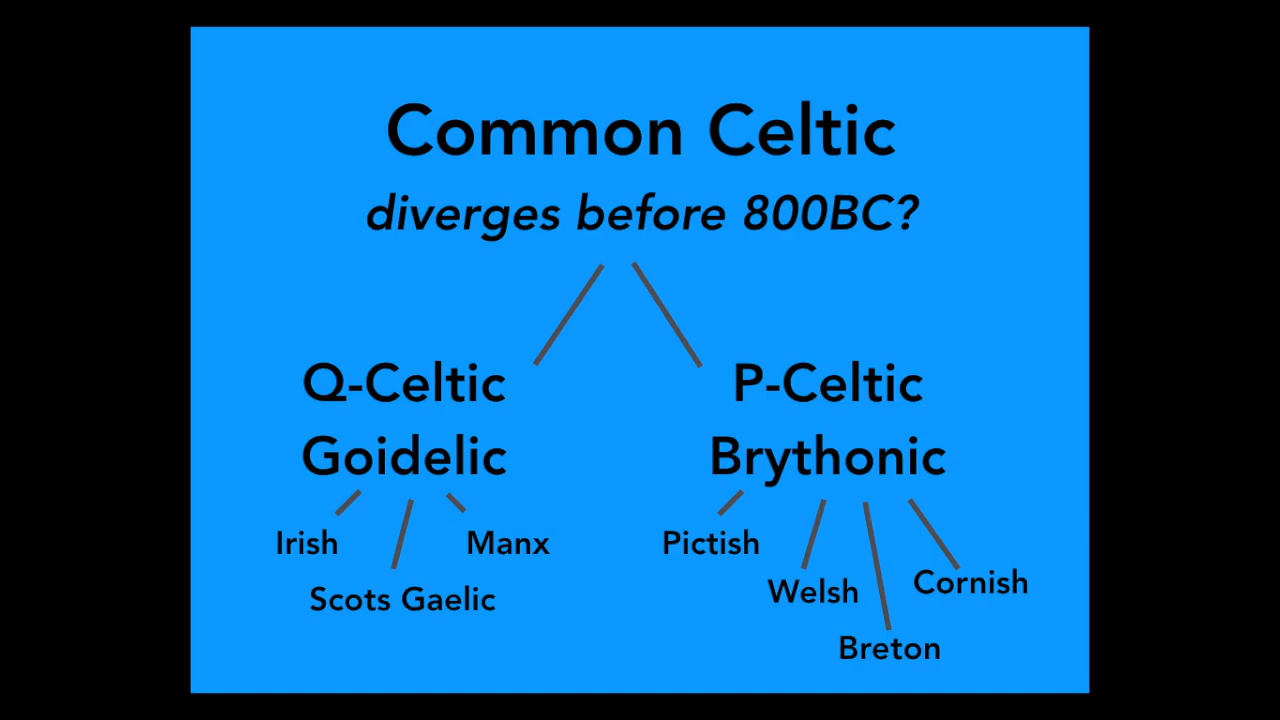 Common Celtic
diverges before 800BC?
Q-Celtic
Goidelic
Irish
Scots Gaelic
Manx
P-Celtic
Brythonic
Pictish
Welsh
Breton
Cornish